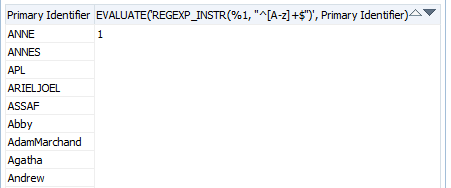 Primary Identifier EVALUATE('REGEXP_INSTR(%1, "^[A-z]+$")', Primary Identifier)
ANNE 1
ANNES
APL
ARIELJOEL
ASSAF
Abby
AdamMarchand
Agatha
Andrew